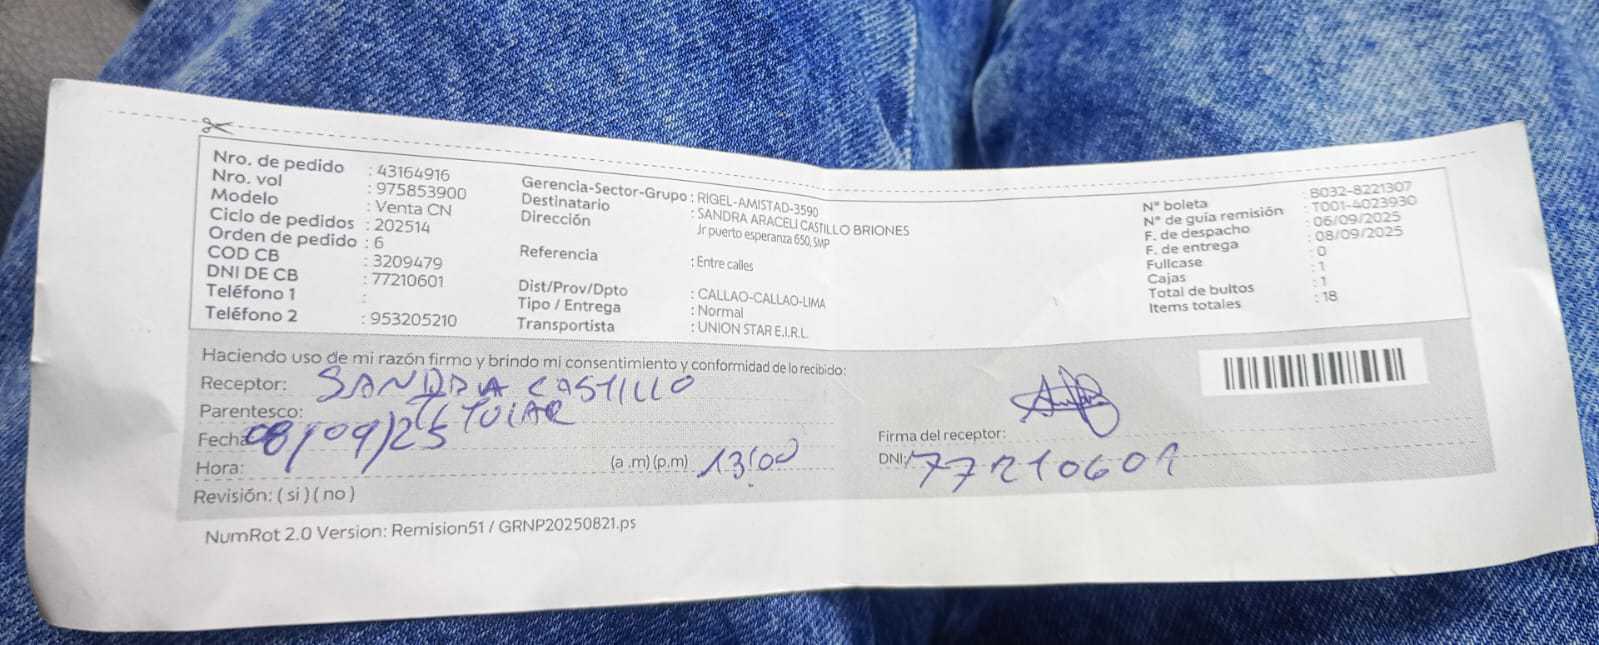 Nro. de pedido : 43164916
Nro. vol : 975853900
Modelo : Venta CN
Ciclo de pedidos : 202514
Orden de pedido : 6
COD CB : 3209479
DNI DE CB : 77210601
Teléfono 1 :
Teléfono 2 : 953205210
Gerencia-Sector-Grupo : RIGEL-AMISTAD-3590
Destinatario : SANDRA ARACELI CASTILLO BRIONES
Dirección Jr puerto esperanza 650, SMP
Referencia : Entre calles
Dist/Prov/Dpto : CALLAO-CALLAO-LIMA
Tipo / Entrega : Normal
Transportista : UNION STAR E.I.R.L.
N° boleta : B032-8221307
N° de guía remisión : T001-4023930
F. de despacho : 06/09/2025
F. de entrega : 08/09/2025
Fullcase : 0
Cajas : 1
Total de bultos : 1
Items totales : 18
Haciendo uso de mi razón firmo y brindo mi consentimiento y conformidad de lo recibido:
Receptor: SANDRA CASTILLO
Parentesco: TITULAR
Fecha 08/09/25
Hora: (a .m) (p.m) 13:00
Revisión: ( si ) ( no )
Firma del receptor:
DNI: 77210601
NumRot 2.0 Version: Remision51 / GRNP20250821.ps